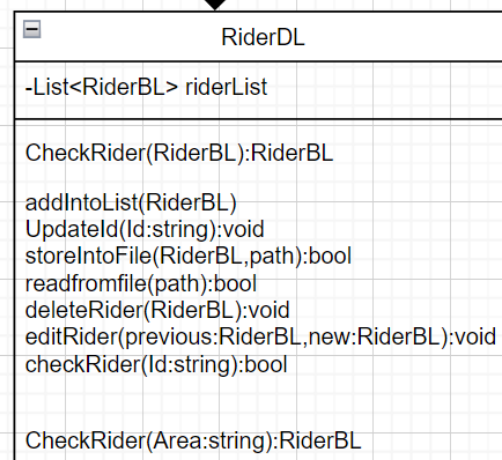 RiderDL
-List<RiderBL> riderList
CheckRider(RiderBL):RiderBL
addIntoList(RiderBL)
UpdateId(Id:string):void
storeIntoFile(RiderBL,path):bool
readfromfile(path):bool
deleteRider(RiderBL):void
editRider(previous:RiderBL,new:RiderBL):void
checkRider(Id:string):bool
CheckRider(Area:string):RiderBL